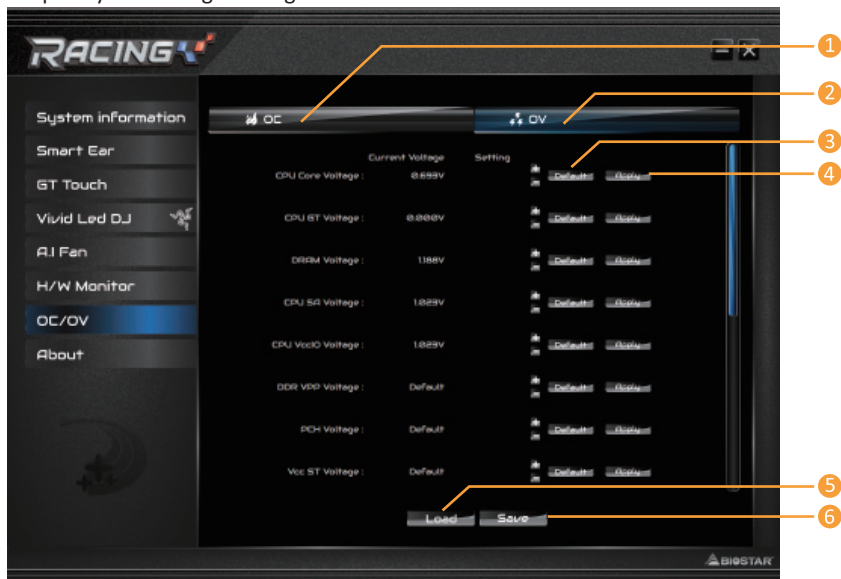 RACING
1
2
System information
OC
OV
Smart Ear
Current Voltage Setting
3
CPU Core Voltage : 0.693V Default Apply
4
GT Touch
Vivid Led DJ
CPU GT Voltage : 0.000V Default Apply
A.I Fan
DRAM Voltage : 1.188V Default Apply
H/W Monitor
CPU SA Voltage : 1.029V Default Apply
OC/OV
CPU VccIO Voltage : 1.029V Default Apply
About
DDR VPP Voltage : Default Default Apply
PCH Voltage : Default Default Apply
Vcc ST Voltage : Default Default Apply
5
Load Save
6
BIOSTAR